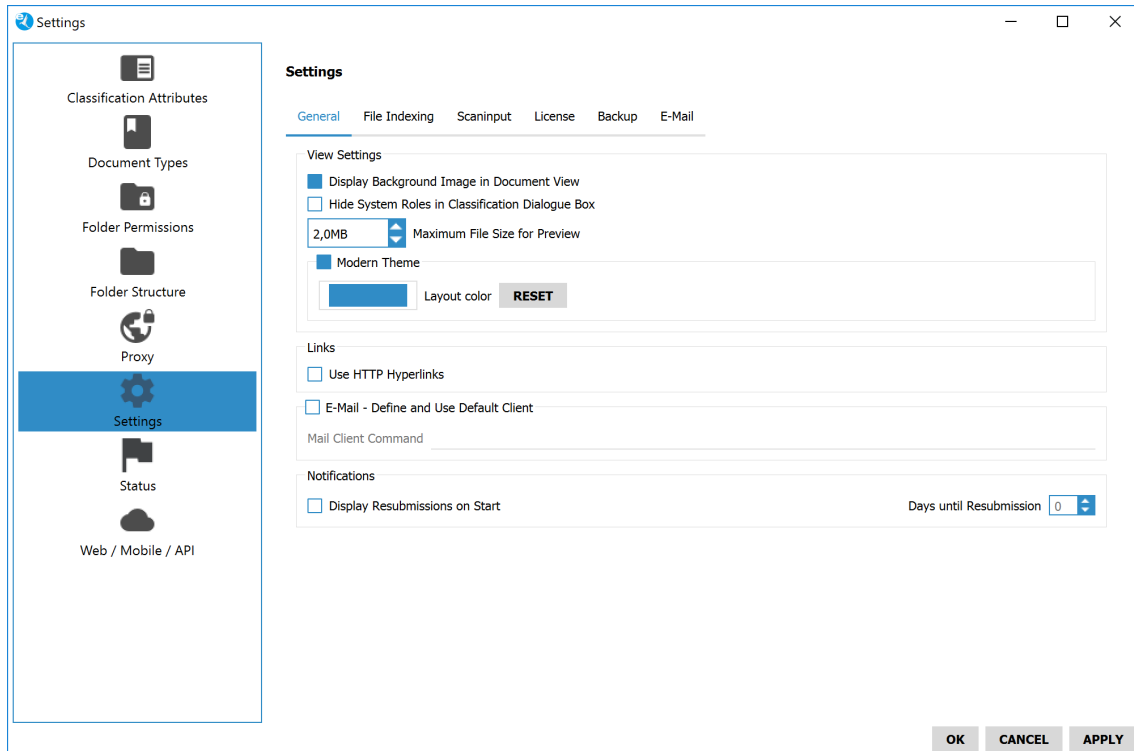 Settings
Classification Attributes
Document Types
Folder Permissions
Folder Structure
Proxy
Settings
Status
Web / Mobile / API
Settings
General File Indexing Scaninput License Backup E-Mail
View Settings
Display Background Image in Document View
Hide System Roles in Classification Dialogue Box
2,0MB Maximum File Size for Preview
Modern Theme
Layout color RESET
Links
Use HTTP Hyperlinks
E-Mail - Define and Use Default Client
Mail Client Command
Notifications
Display Resubmissions on Start Days until Resubmission 0
OK CANCEL APPLY